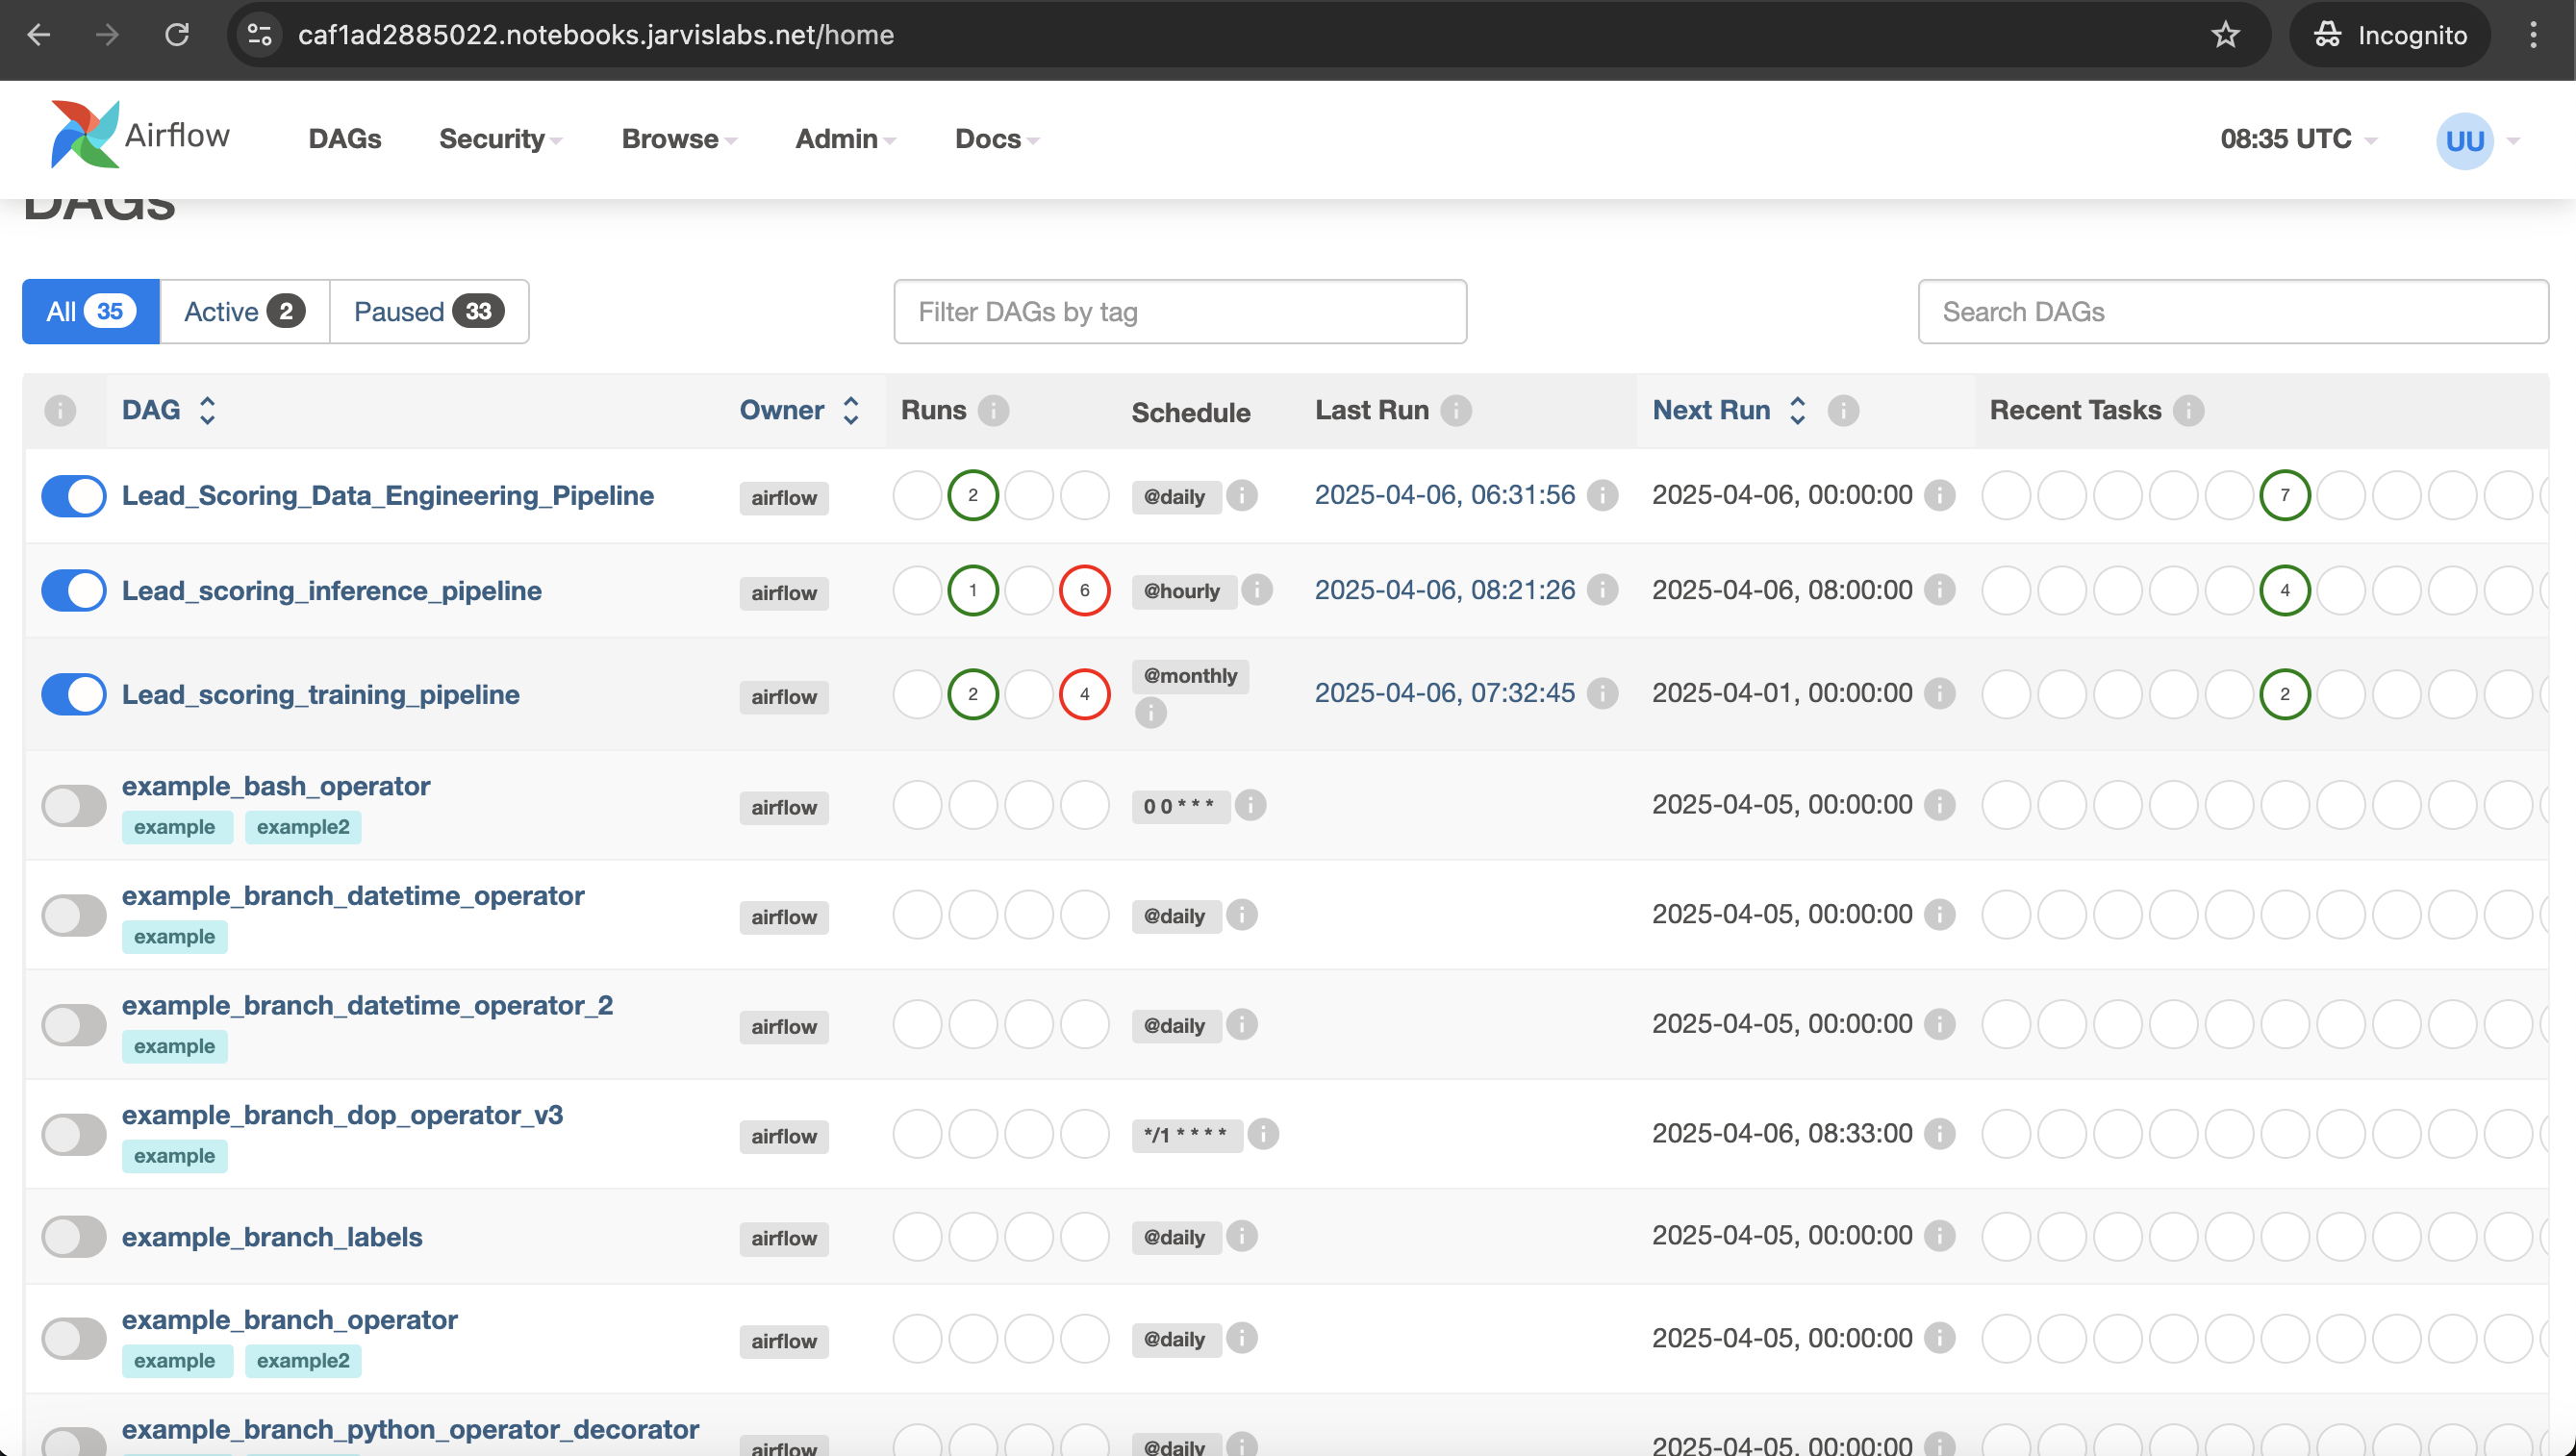 caf1ad2885022.notebooks.jarvislabs.net/home
Incognito
Airflow DAGs Security Browse Admin Docs 08:35 UTC UU
DAGs
All 35 Active 2 Paused 33 Filter DAGs by tag Search DAGs
DAG Owner Runs Schedule Last Run Next Run Recent Tasks
Lead_Scoring_Data_Engineering_Pipeline airflow 2 @daily 2025-04-06, 06:31:56 2025-04-06, 00:00:00 7
Lead_scoring_inference_pipeline airflow 1 6 @hourly 2025-04-06, 08:21:26 2025-04-06, 08:00:00 4
Lead_scoring_training_pipeline airflow 2 4 @monthly 2025-04-06, 07:32:45 2025-04-01, 00:00:00 2
example_bash_operator airflow 0 0 * * * 2025-04-05, 00:00:00
example example2
example_branch_datetime_operator airflow @daily 2025-04-05, 00:00:00
example
example_branch_datetime_operator_2 airflow @daily 2025-04-05, 00:00:00
example
example_branch_dop_operator_v3 airflow */1 * * * * 2025-04-06, 08:33:00
example
example_branch_labels airflow @daily 2025-04-05, 00:00:00
example_branch_operator airflow @daily 2025-04-05, 00:00:00
example example2
example_branch_python_operator_decorator airflow @daily 2025-04-05, 00:00:00